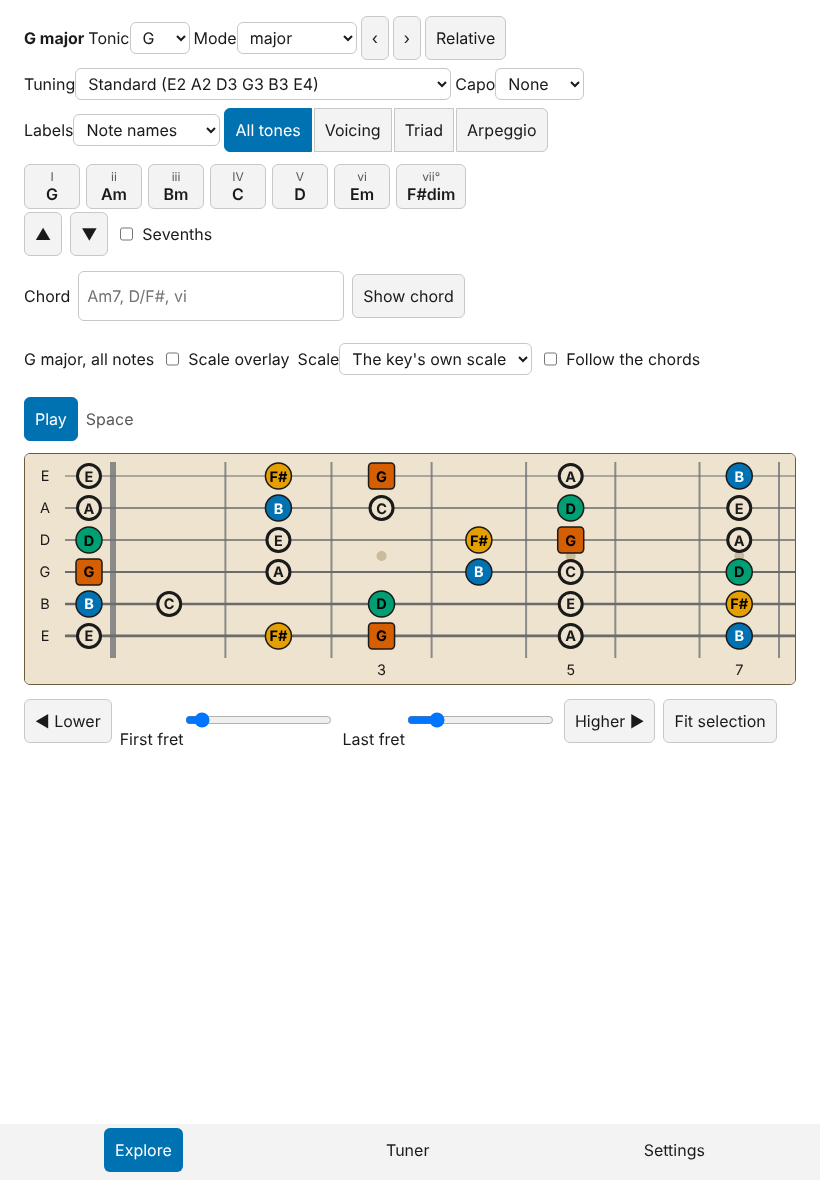 G major Tonic G Mode major ‹ › Relative
Tuning Standard (E2 A2 D3 G3 B3 E4) Capo None
Labels Note names All tones Voicing Triad Arpeggio
I ii iii IV V vi vii°
G Am Bm C D Em F#dim
▲ ▼ Sevenths
Chord Am7, D/F#, vi Show chord
G major, all notes Scale overlay Scale The key's own scale Follow the chords
Play Space
E E F# G A B
A A B C D E
D D E F# G A
G G A B C D
B B C D E F#
E E F# G A B
3 5 7
◀ Lower First fret Last fret Higher ▶ Fit selection
Explore Tuner Settings